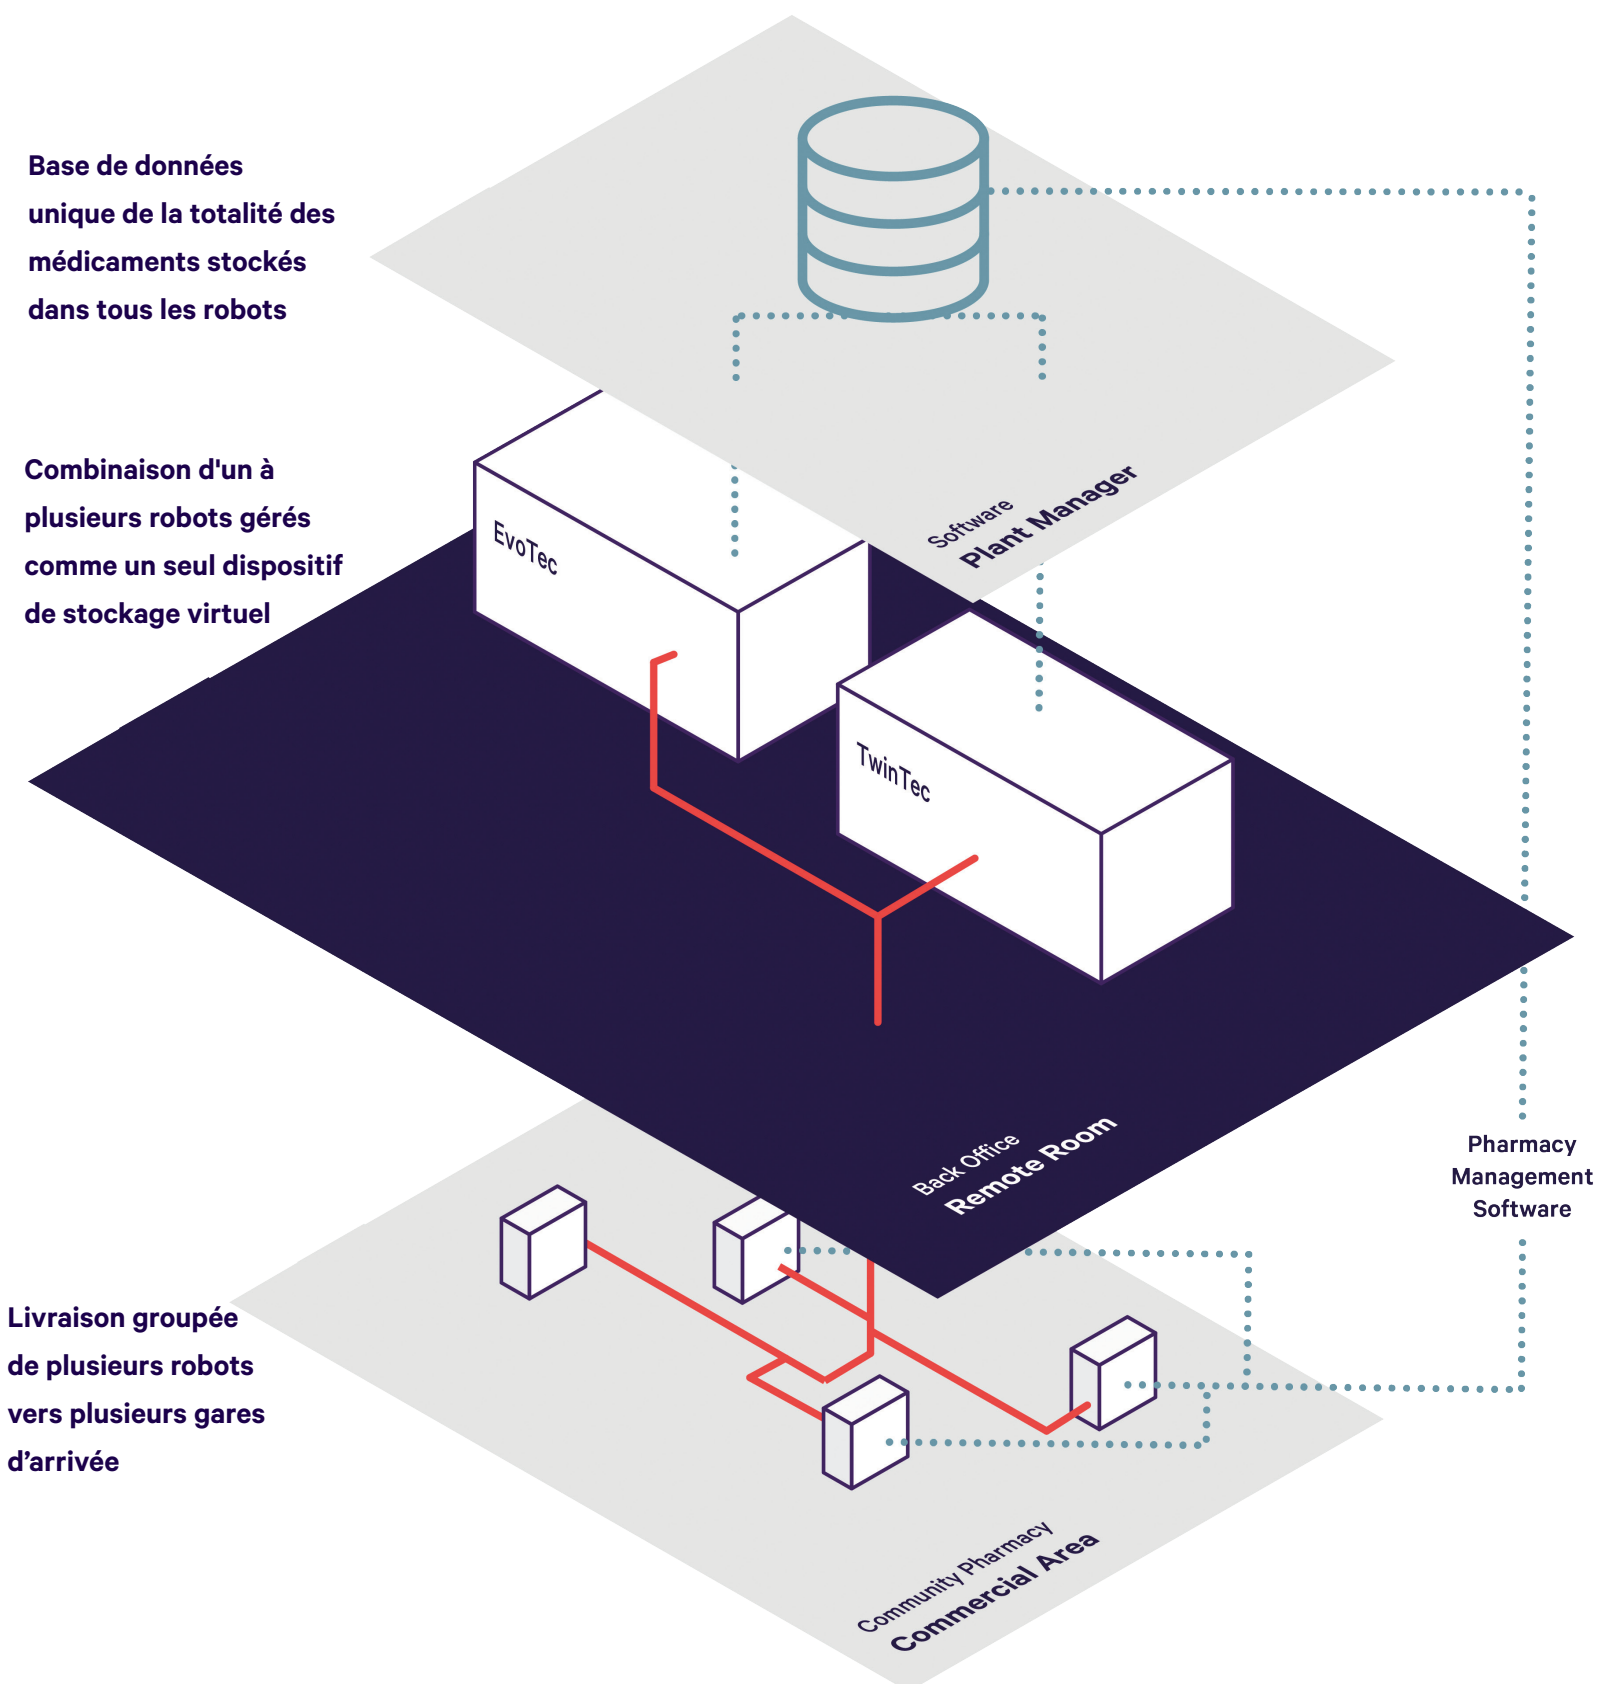 Base de données
unique de la totalité des
médicaments stockés
dans tous les robots
Software
Plant Manager
Combinaison d'un à
plusieurs robots gérés
comme un seul dispositif
de stockage virtuel
EvoTec
TwinTec
Back Office
Remote Room
Pharmacy
Management
Software
Livraison groupée
de plusieurs robots
vers plusieurs gares
d’arrivée
Community Pharmacy
Commercial Area